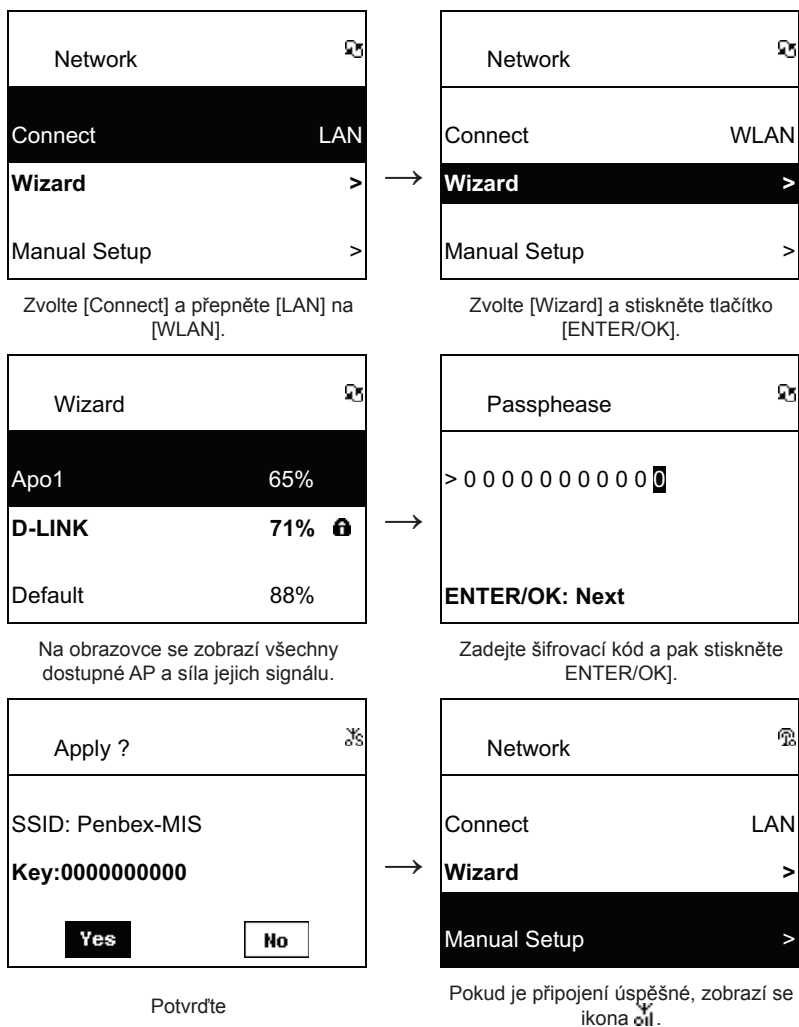 Network
Connect LAN
Wizard >
Manual Setup >
Zvolte [Connect] a přepněte [LAN] na
[WLAN].
→
Network
Connect WLAN
Wizard >
Manual Setup >
Zvolte [Wizard] a stiskněte tlačítko
[ENTER/OK].
Wizard
Apo1 65%
D-LINK 71%
Default 88%
Na obrazovce se zobrazí všechny
dostupné AP a síla jejich signálu.
→
Passphease
> 0 0 0 0 0 0 0 0 0 0 0
ENTER/OK: Next
Zadejte šifrovací kód a pak stiskněte
ENTER/OK].
Apply ?
SSID: Penbex-MIS
Key:0000000000
Yes No
Potvrďte
→
Network
Connect LAN
Wizard >
Manual Setup >
Pokud je připojení úspěšné, zobrazí se
ikona .